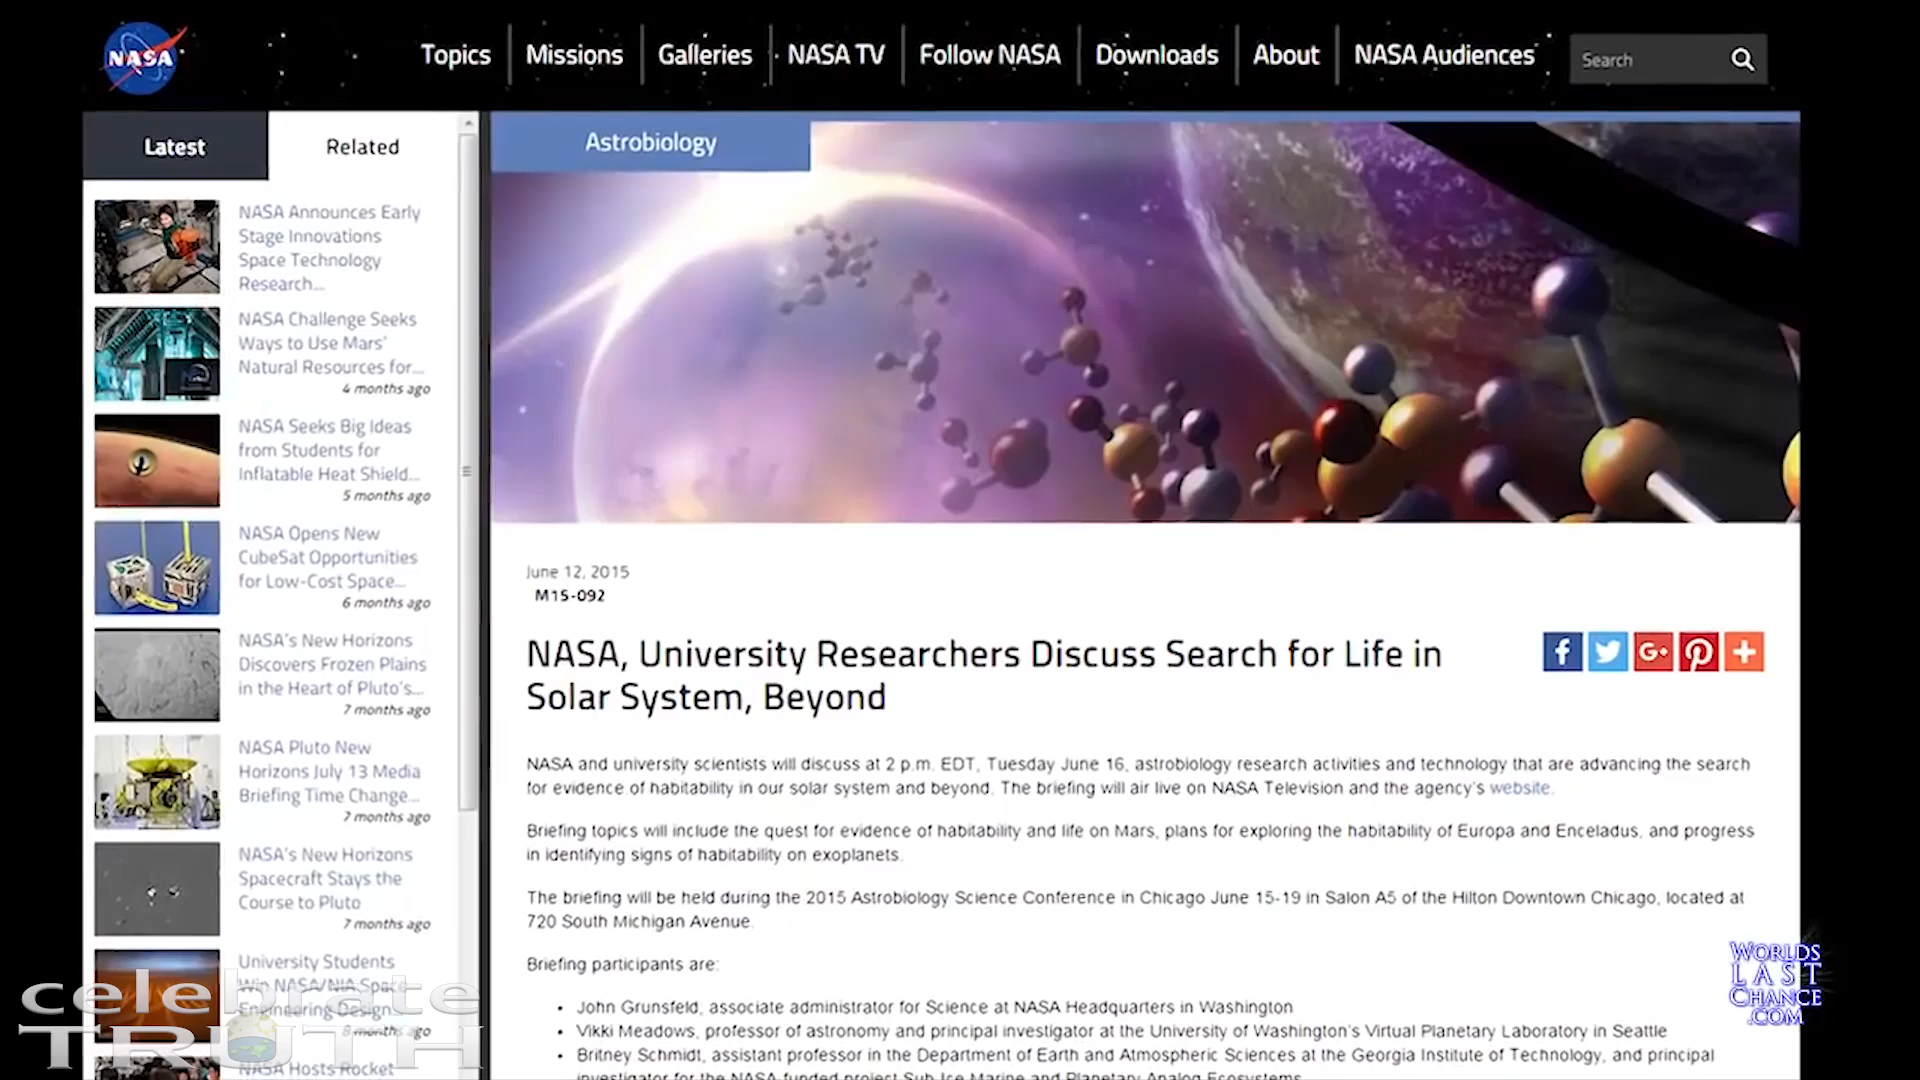 NASA
Topics
Missions
Galleries
NASA TV
Follow NASA
Downloads
About
NASA Audiences
Search
Latest
Related
NASA Announces Early
Stage Innovations
Space Technology
Research...
NASA Challenge Seeks
Ways to Use Mars'
Natural Resources for...
4 months ago
NASA Seeks Big Ideas
from Students for
Inflatable Heat Shield...
5 months ago
NASA Opens New
CubeSat Opportunities
for Low-Cost Space...
6 months ago
NASA's New Horizons
Discovers Frozen Plains
in the Heart of Pluto's...
7 months ago
NASA Pluto New
Horizons July 13 Media
Briefing Time Change...
7 months ago
NASA's New Horizons
Spacecraft Stays the
Course to Pluto
7 months ago
University Students
Win NASA/NIA Space
Engineering Design...
8 months ago
NASA Hosts Rocket
Astrobiology
June 12, 2015
M15-092
NASA, University Researchers Discuss Search for Life in
Solar System, Beyond
NASA and university scientists will discuss at 2 p.m. EDT, Tuesday June 16, astrobiology research activities and technology that are advancing the search
for evidence of habitability in our solar system and beyond. The briefing will air live on NASA Television and the agency's website.
Briefing topics will include the quest for evidence of habitability and life on Mars, plans for exploring the habitability of Europa and Enceladus, and progress
in identifying signs of habitability on exoplanets.
The briefing will be held during the 2015 Astrobiology Science Conference in Chicago June 15-19 in Salon A5 of the Hilton Downtown Chicago, located at
720 South Michigan Avenue.
Briefing participants are:
• John Grunsfeld, associate administrator for Science at NASA Headquarters in Washington
• Vikki Meadows, professor of astronomy and principal investigator at the University of Washington's Virtual Planetary Laboratory in Seattle
• Britney Schmidt, assistant professor in the Department of Earth and Atmospheric Sciences at the Georgia Institute of Technology, and principal
investigator for the NASA-funded project Sub Ice Marine and Planetary Analog Ecosystems
celebrate
TRUTH
WORLDS
LAST
CHANCE
.COM